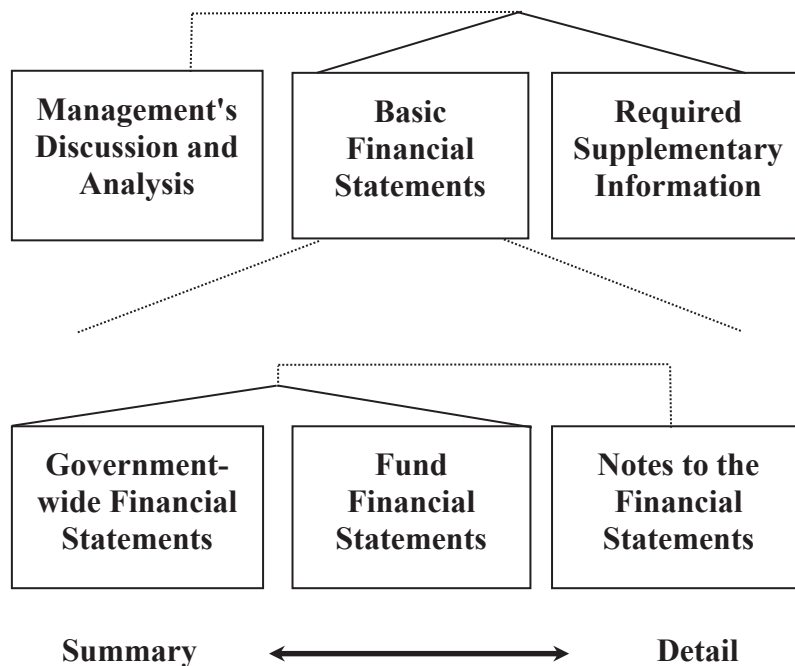 Management's
Discussion and
Analysis
Basic
Financial
Statements
Required
Supplementary
Information
Government-
wide Financial
Statements
Fund
Financial
Statements
Notes to the
Financial
Statements
Summary
Detail